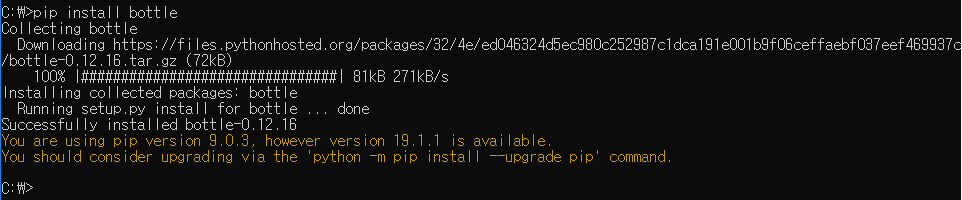 C:₩>pip install bottle
Collecting bottle
  Downloading https://files.pythonhosted.org/packages/32/4e/ed046324d5ec980c252987c1dca191e001b9f06ceffaebf037eef469937c
/bottle-0.12.16.tar.gz (72kB)
    100% |################################| 81kB 271kB/s
Installing collected packages: bottle
  Running setup.py install for bottle ... done
Successfully installed bottle-0.12.16
You are using pip version 9.0.3, however version 19.1.1 is available.
You should consider upgrading via the 'python -m pip install --upgrade pip' command.
C:₩>